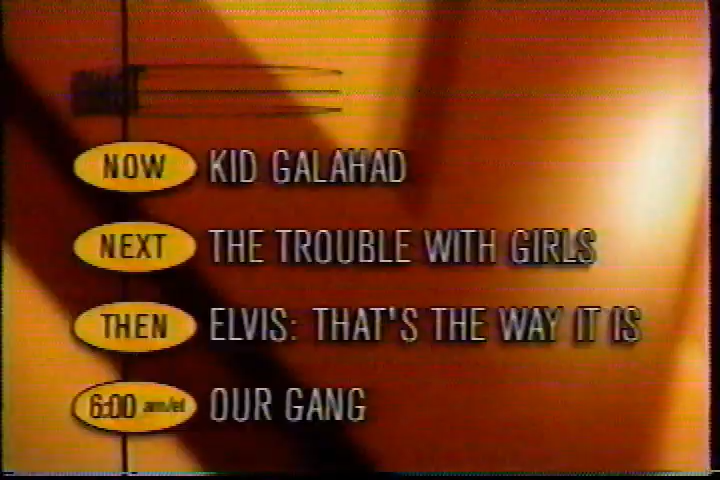 NOW KID GALAHAD
NEXT THE TROUBLE WITH GIRLS
THEN ELVIS: THAT'S THE WAY IT IS
6:00 am/et OUR GANG